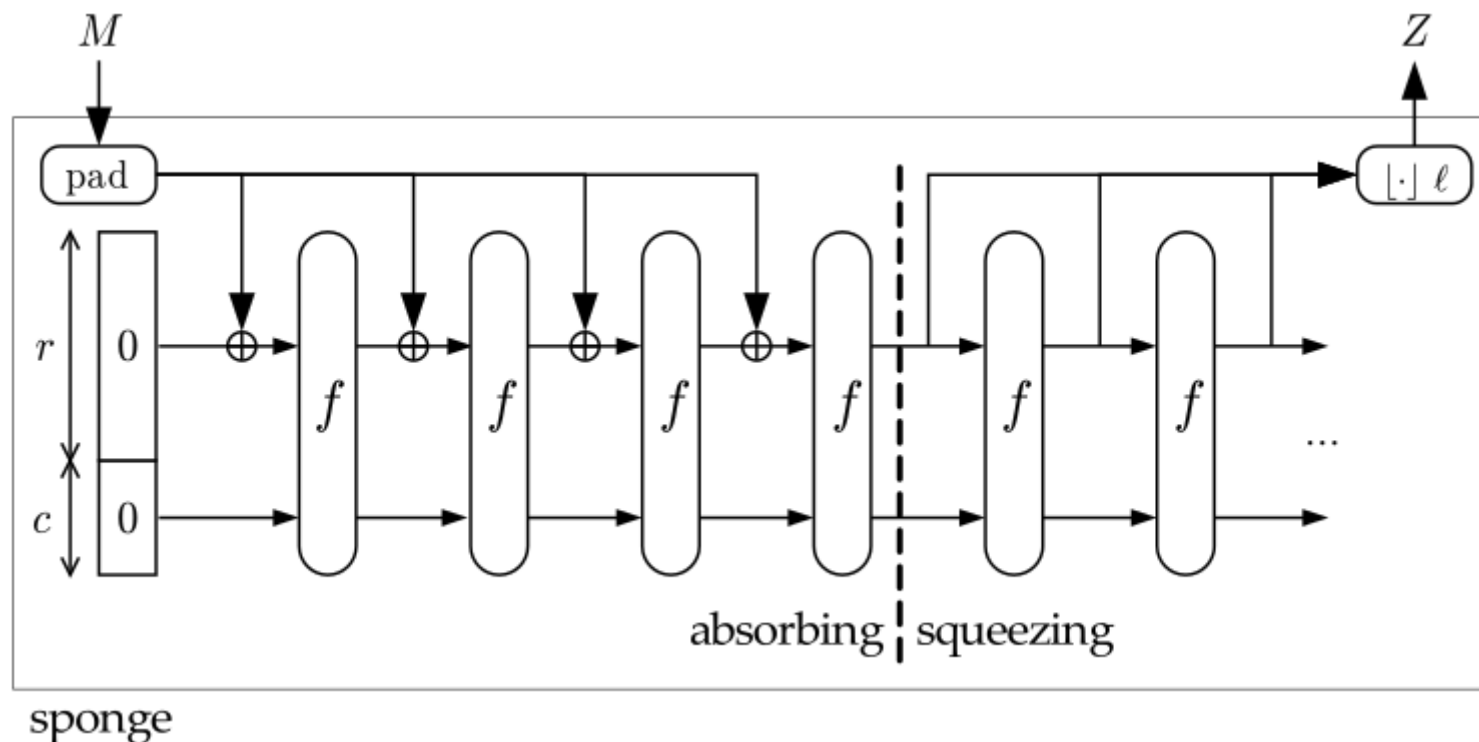 M
Z
pad
⌊·⌋ ℓ
r
0
f
f
f
f
f
f
...
c
0
absorbing
squeezing
sponge